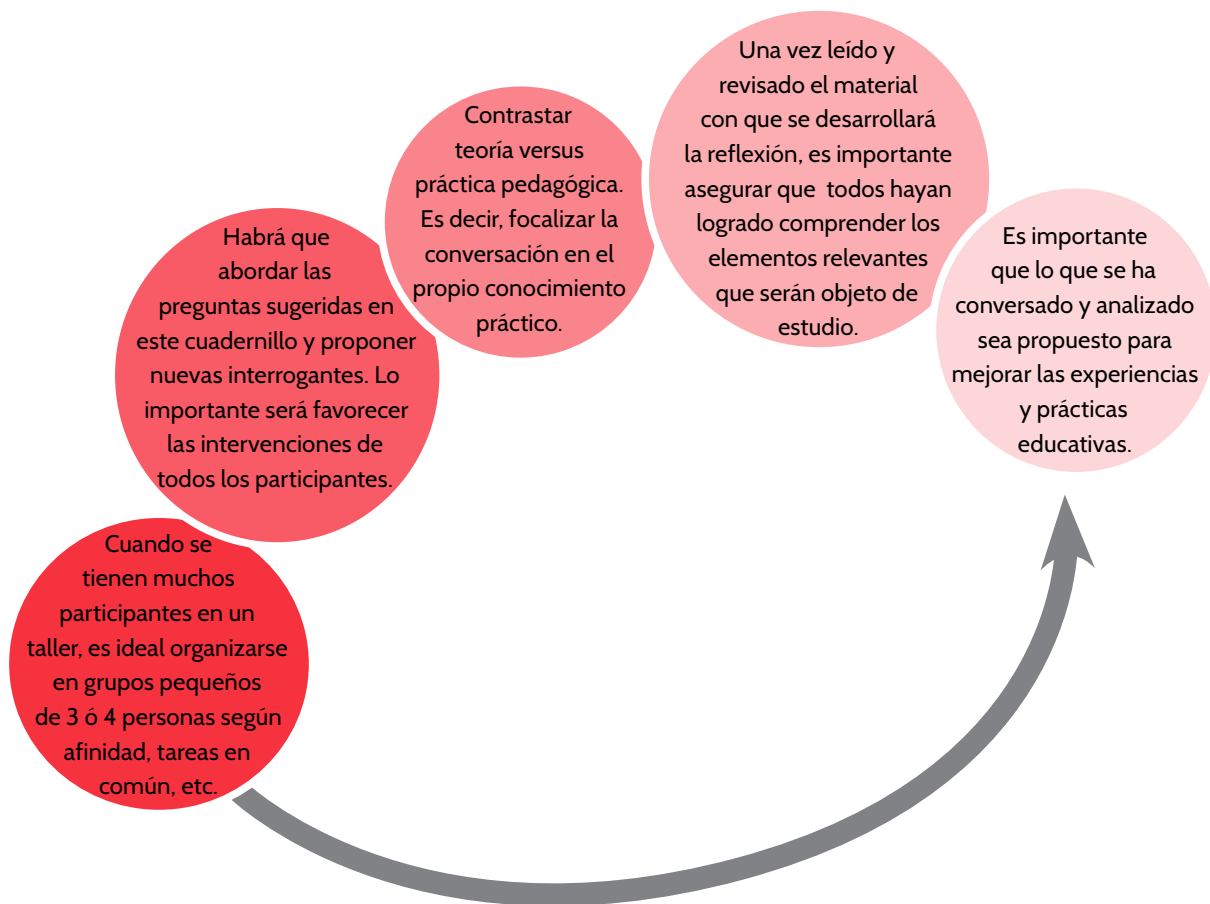 Cuando se
tienen muchos
participantes en un
taller, es ideal organizarse
en grupos pequeños
de 3 ó 4 personas según
afinidad, tareas en
común, etc.
Habrá que
abordar las
preguntas sugeridas en
este cuadernillo y proponer
nuevas interrogantes. Lo
importante será favorecer
las intervenciones de
todos los participantes.
Contrastar
teoría versus
práctica pedagógica.
Es decir, focalizar la
conversación en el
propio conocimiento
práctico.
Una vez leído y
revisado el material
con que se desarrollará
la reflexión, es importante
asegurar que todos hayan
logrado comprender los
elementos relevantes
que serán objeto de
estudio.
Es importante
que lo que se ha
conversado y analizado
sea propuesto para
mejorar las experiencias
y prácticas
educativas.